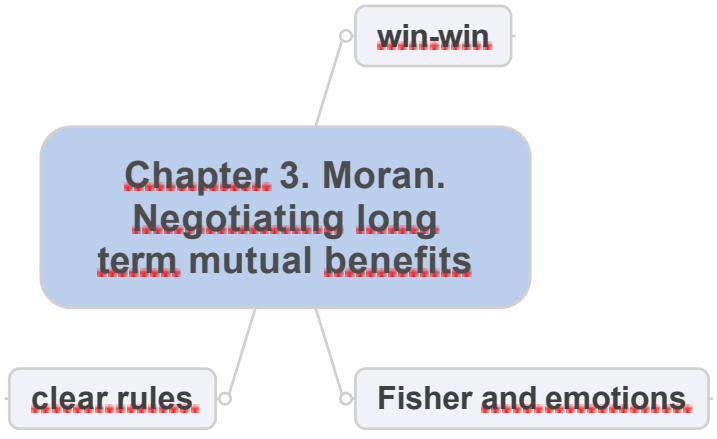 win-win
Chapter 3. Moran.
Negotiating long
term mutual benefits
clear rules
Fisher and emotions